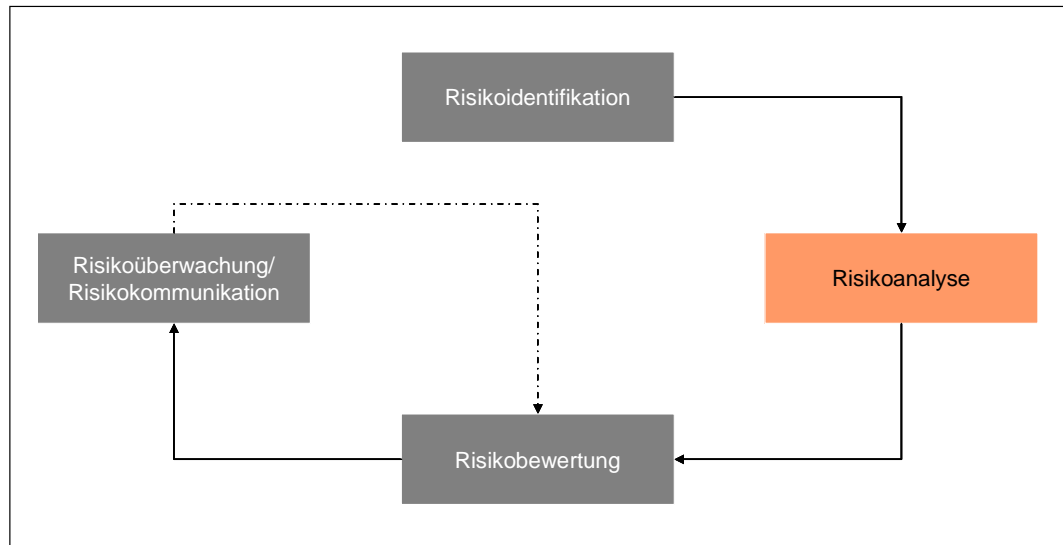 Risikoidentifikation
Risikoüberwachung/
Risikokommunikation
Risikoanalyse
Risikobewertung